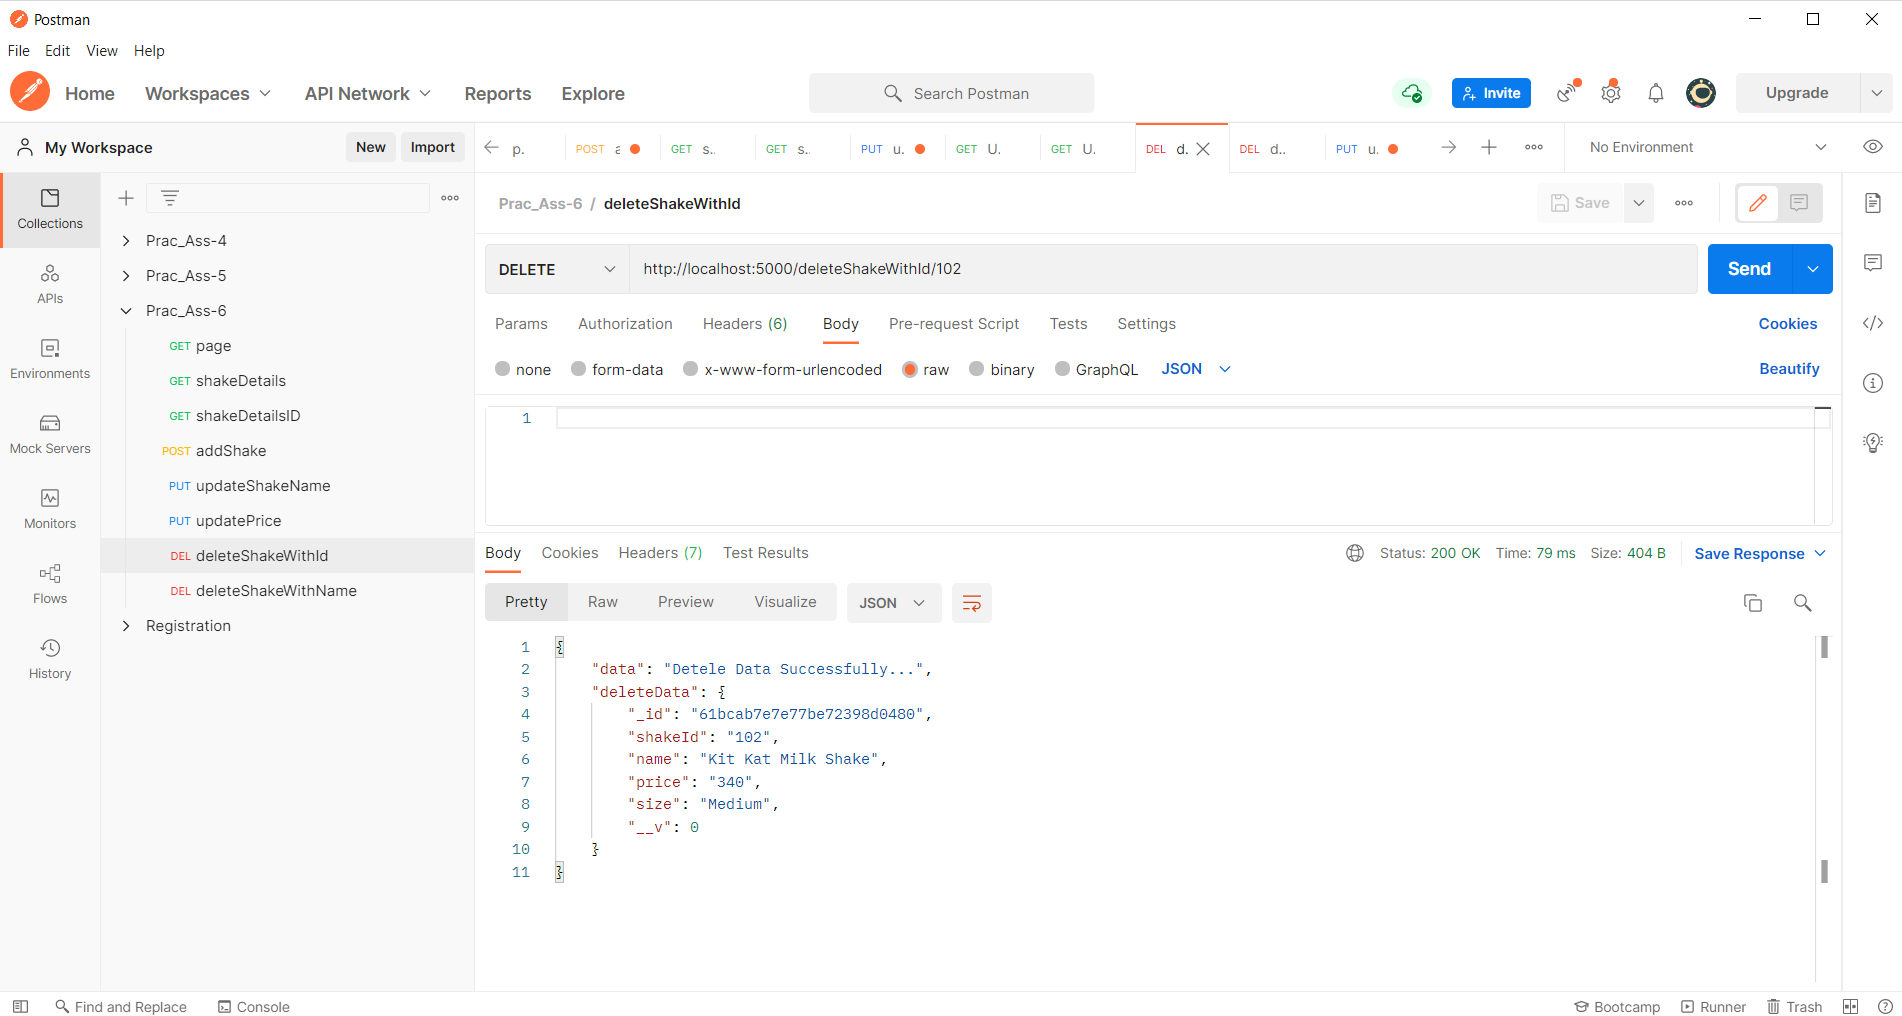 Postman
File Edit View Help
Home Workspaces API Network Reports Explore Search Postman Invite Upgrade
My Workspace New Import p. POST a GET s.. GET s.. PUT u. GET U. GET U. DEL d. DEL d.. PUT u. No Environment
Collections
APIs
Environments
Mock Servers
Monitors
Flows
History
Prac_Ass-4
Prac_Ass-5
Prac_Ass-6
GET page
GET shakeDetails
GET shakeDetailsID
POST addShake
PUT updateShakeName
PUT updatePrice
DEL deleteShakeWithId
DEL deleteShakeWithName
Registration
Prac_Ass-6 / deleteShakeWithId Save
DELETE http://localhost:5000/deleteShakeWithId/102 Send
Params Authorization Headers (6) Body Pre-request Script Tests Settings Cookies
none form-data x-www-form-urlencoded raw binary GraphQL JSON Beautify
1
Body Cookies Headers (7) Test Results Status: 200 OK Time: 79 ms Size: 404 B Save Response
Pretty Raw Preview Visualize JSON
1 {
2 "data": "Detele Data Successfully...",
3 "deleteData": {
4 "_id": "61bcab7e7e77be72398d0480",
5 "shakeId": "102",
6 "name": "Kit Kat Milk Shake",
7 "price": "340",
8 "size": "Medium",
9 "__v": 0
10 }
11 }
Find and Replace Console Bootcamp Runner Trash